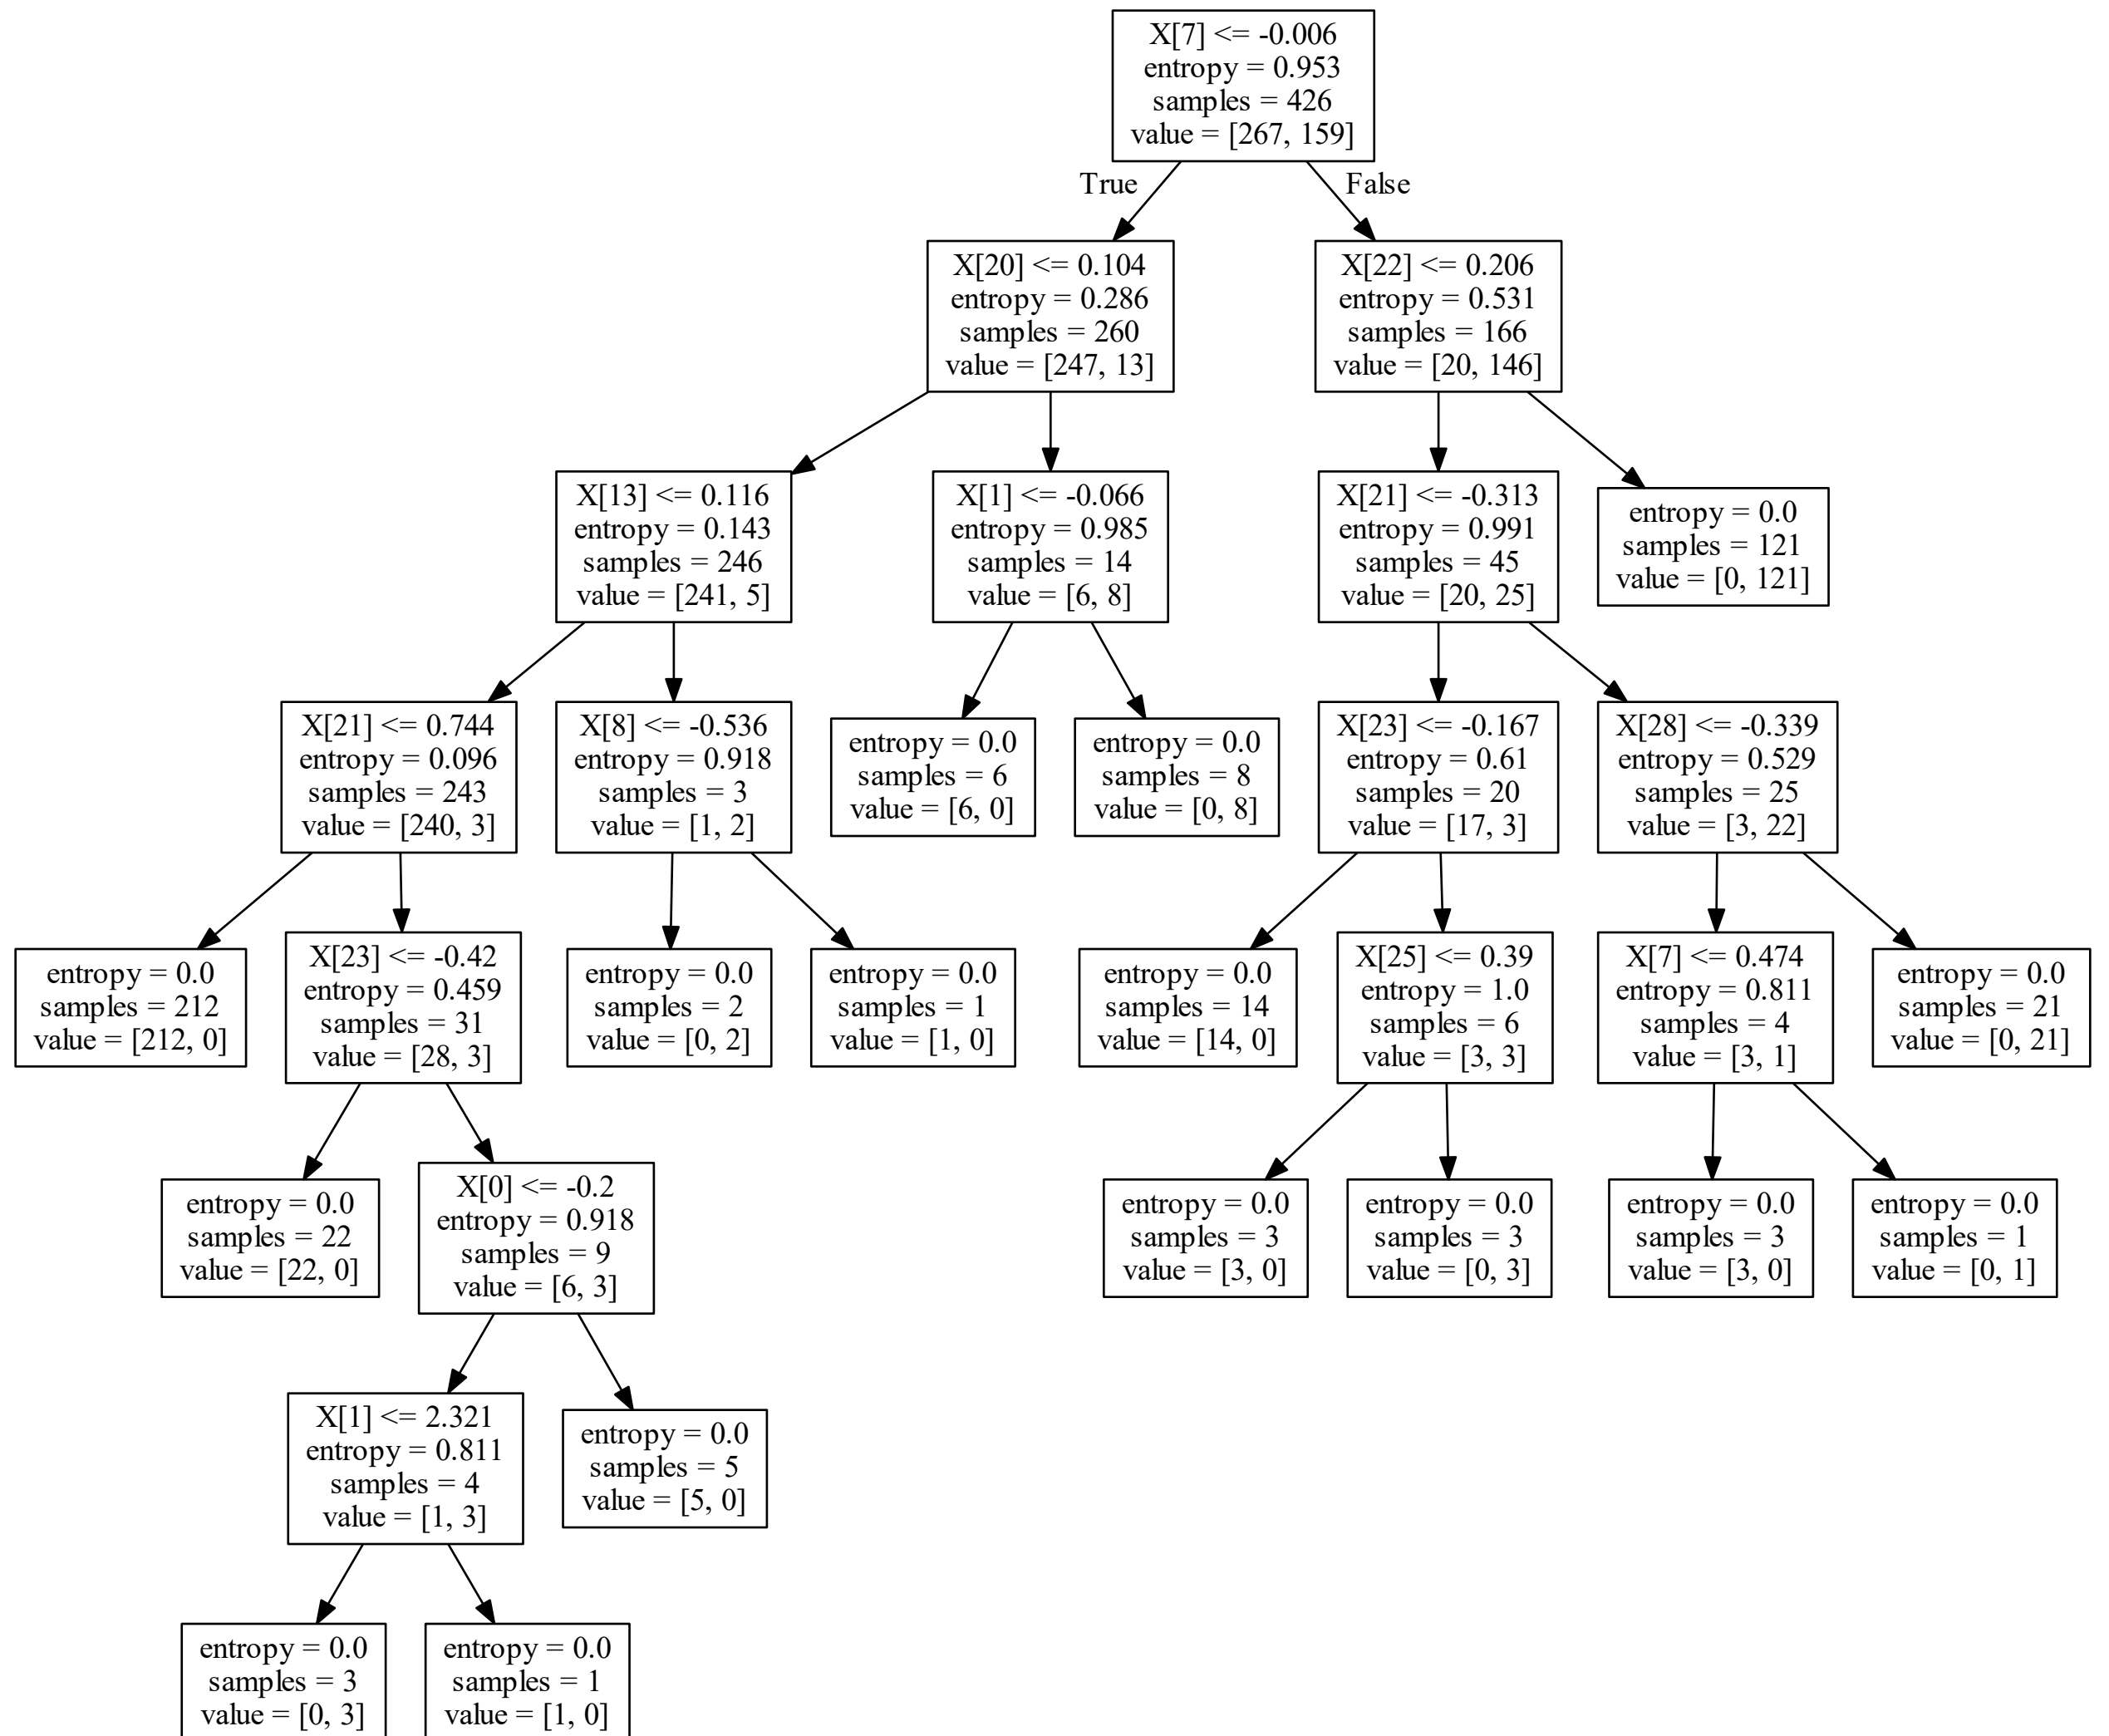 X[7] <= -0.006
entropy = 0.953
samples = 426
value = [267, 159]
True
False
X[20] <= 0.104
entropy = 0.286
samples = 260
value = [247, 13]
X[22] <= 0.206
entropy = 0.531
samples = 166
value = [20, 146]
X[13] <= 0.116
entropy = 0.143
samples = 246
value = [241, 5]
X[1] <= -0.066
entropy = 0.985
samples = 14
value = [6, 8]
X[21] <= -0.313
entropy = 0.991
samples = 45
value = [20, 25]
entropy = 0.0
samples = 121
value = [0, 121]
X[21] <= 0.744
entropy = 0.096
samples = 243
value = [240, 3]
X[8] <= -0.536
entropy = 0.918
samples = 3
value = [1, 2]
entropy = 0.0
samples = 6
value = [6, 0]
entropy = 0.0
samples = 8
value = [0, 8]
X[23] <= -0.167
entropy = 0.61
samples = 20
value = [17, 3]
X[28] <= -0.339
entropy = 0.529
samples = 25
value = [3, 22]
entropy = 0.0
samples = 212
value = [212, 0]
X[23] <= -0.42
entropy = 0.459
samples = 31
value = [28, 3]
entropy = 0.0
samples = 2
value = [0, 2]
entropy = 0.0
samples = 1
value = [1, 0]
entropy = 0.0
samples = 14
value = [14, 0]
X[25] <= 0.39
entropy = 1.0
samples = 6
value = [3, 3]
X[7] <= 0.474
entropy = 0.811
samples = 4
value = [3, 1]
entropy = 0.0
samples = 21
value = [0, 21]
entropy = 0.0
samples = 22
value = [22, 0]
X[0] <= -0.2
entropy = 0.918
samples = 9
value = [6, 3]
entropy = 0.0
samples = 3
value = [3, 0]
entropy = 0.0
samples = 3
value = [0, 3]
entropy = 0.0
samples = 3
value = [3, 0]
entropy = 0.0
samples = 1
value = [0, 1]
X[1] <= 2.321
entropy = 0.811
samples = 4
value = [1, 3]
entropy = 0.0
samples = 5
value = [5, 0]
entropy = 0.0
samples = 3
value = [0, 3]
entropy = 0.0
samples = 1
value = [1, 0]